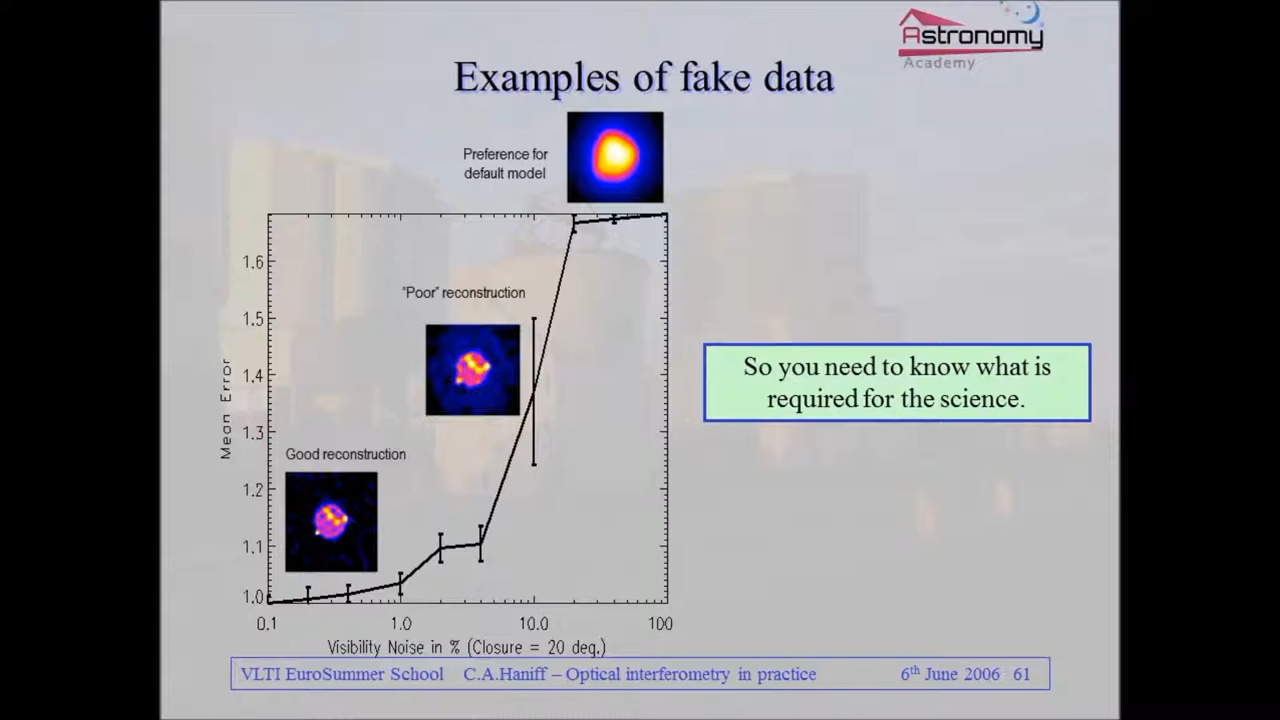 Astronomy
Academy
Examples of fake data
Preference for
default model
"Poor" reconstruction
Good reconstruction
Mean Error
1.6
1.5
1.4
1.3
1.2
1.1
1.0
0.1 1.0 10.0 100
Visibility Noise in % (Closure = 20 deg.)
So you need to know what is
required for the science.
VLTI EuroSummer School C.A.Haniff – Optical interferometry in practice 6th June 2006 61